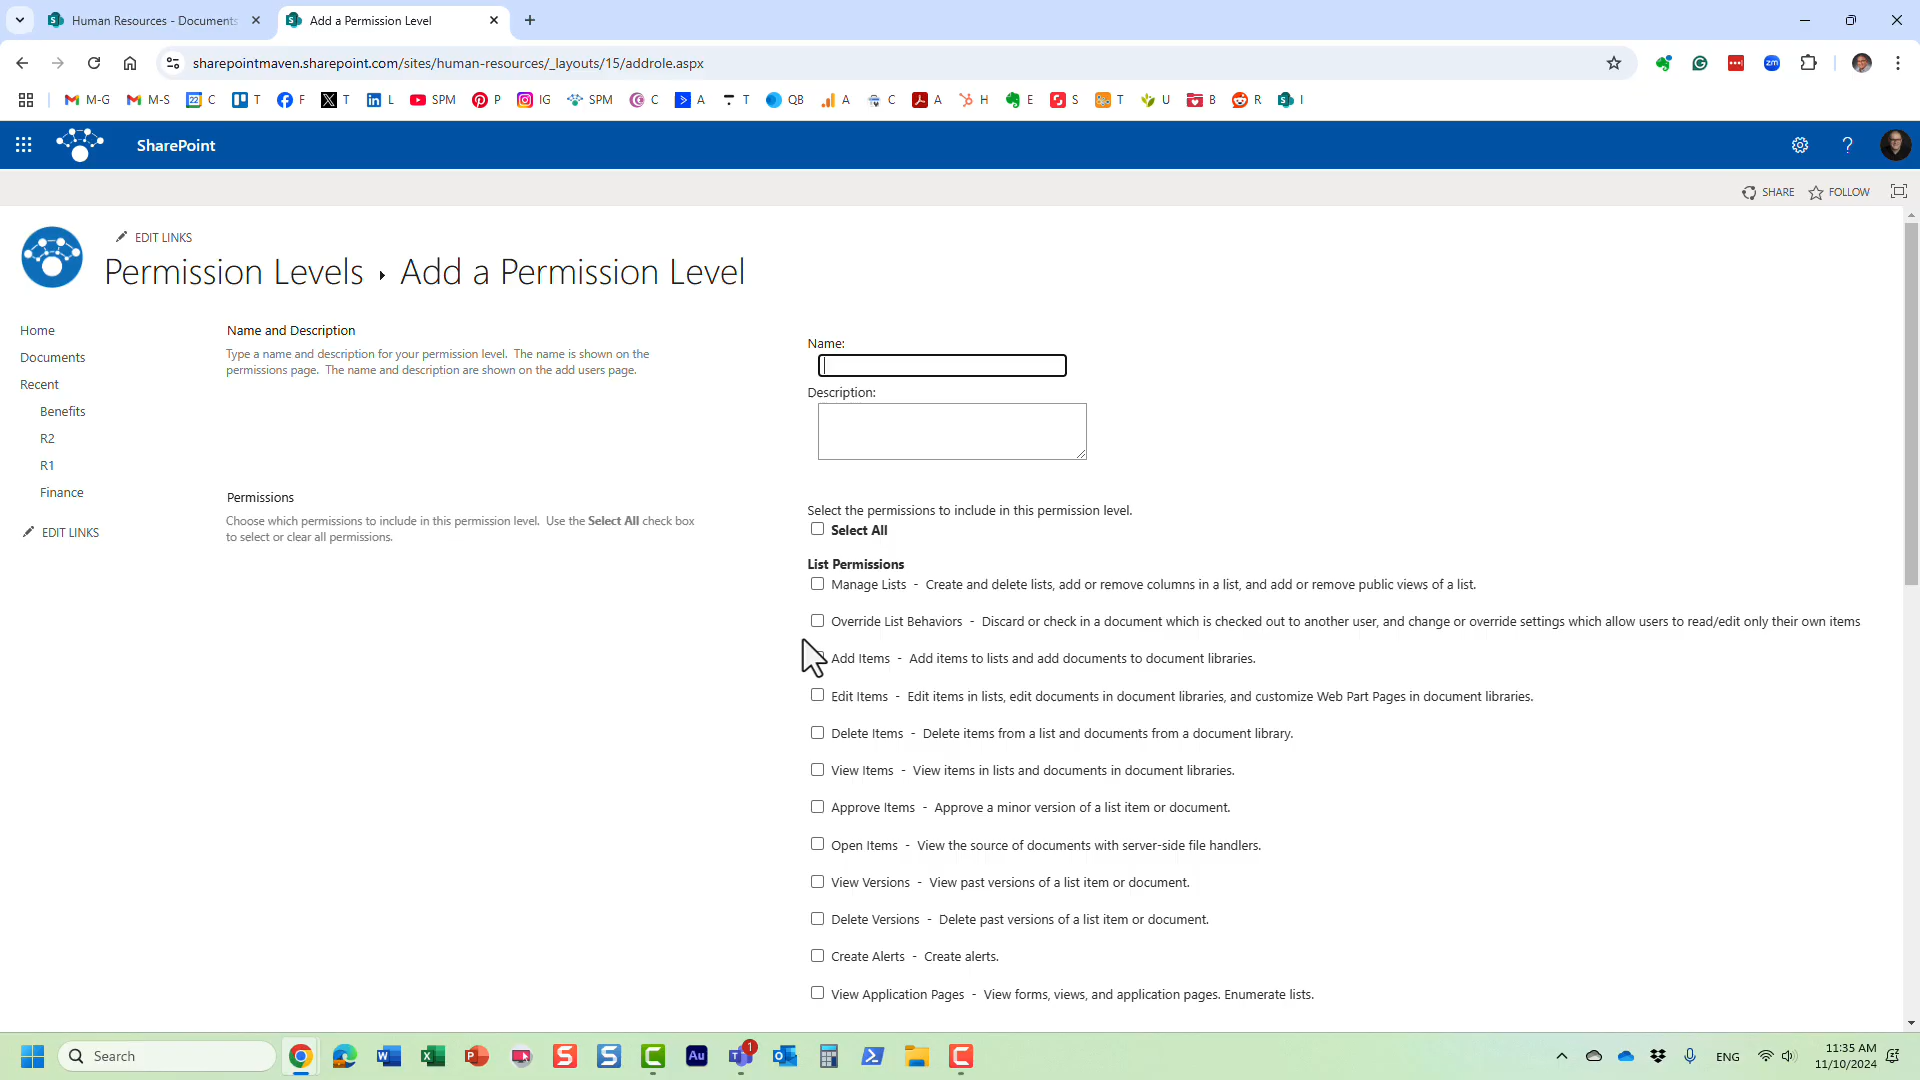 Human Resources - Documents
Add a Permission Level
sharepointmaven.sharepoint.com/sites/human-resources/_layouts/15/addrole.aspx
M-G
M-S
C
T
F
T
L
SPM
P
IG
SPM
C
A
T
QB
A
C
A
H
E
S
T
U
B
R
I
SharePoint
SHARE
FOLLOW
EDIT LINKS
Permission Levels ▸ Add a Permission Level
Home
Documents
Recent
Benefits
R2
R1
Finance
EDIT LINKS
Name and Description
Type a name and description for your permission level. The name is shown on the
permissions page. The name and description are shown on the add users page.
Name:
Description:
Permissions
Choose which permissions to include in this permission level. Use the Select All check box
to select or clear all permissions.
Select the permissions to include in this permission level.
Select All
List Permissions
Manage Lists - Create and delete lists, add or remove columns in a list, and add or remove public views of a list.
Override List Behaviors - Discard or check in a document which is checked out to another user, and change or override settings which allow users to read/edit only their own items
Add Items - Add items to lists and add documents to document libraries.
Edit Items - Edit items in lists, edit documents in document libraries, and customize Web Part Pages in document libraries.
Delete Items - Delete items from a list and documents from a document library.
View Items - View items in lists and documents in document libraries.
Approve Items - Approve a minor version of a list item or document.
Open Items - View the source of documents with server-side file handlers.
View Versions - View past versions of a list item or document.
Delete Versions - Delete past versions of a list item or document.
Create Alerts - Create alerts.
View Application Pages - View forms, views, and application pages. Enumerate lists.
Search
1
ENG
11:35 AM
11/10/2024